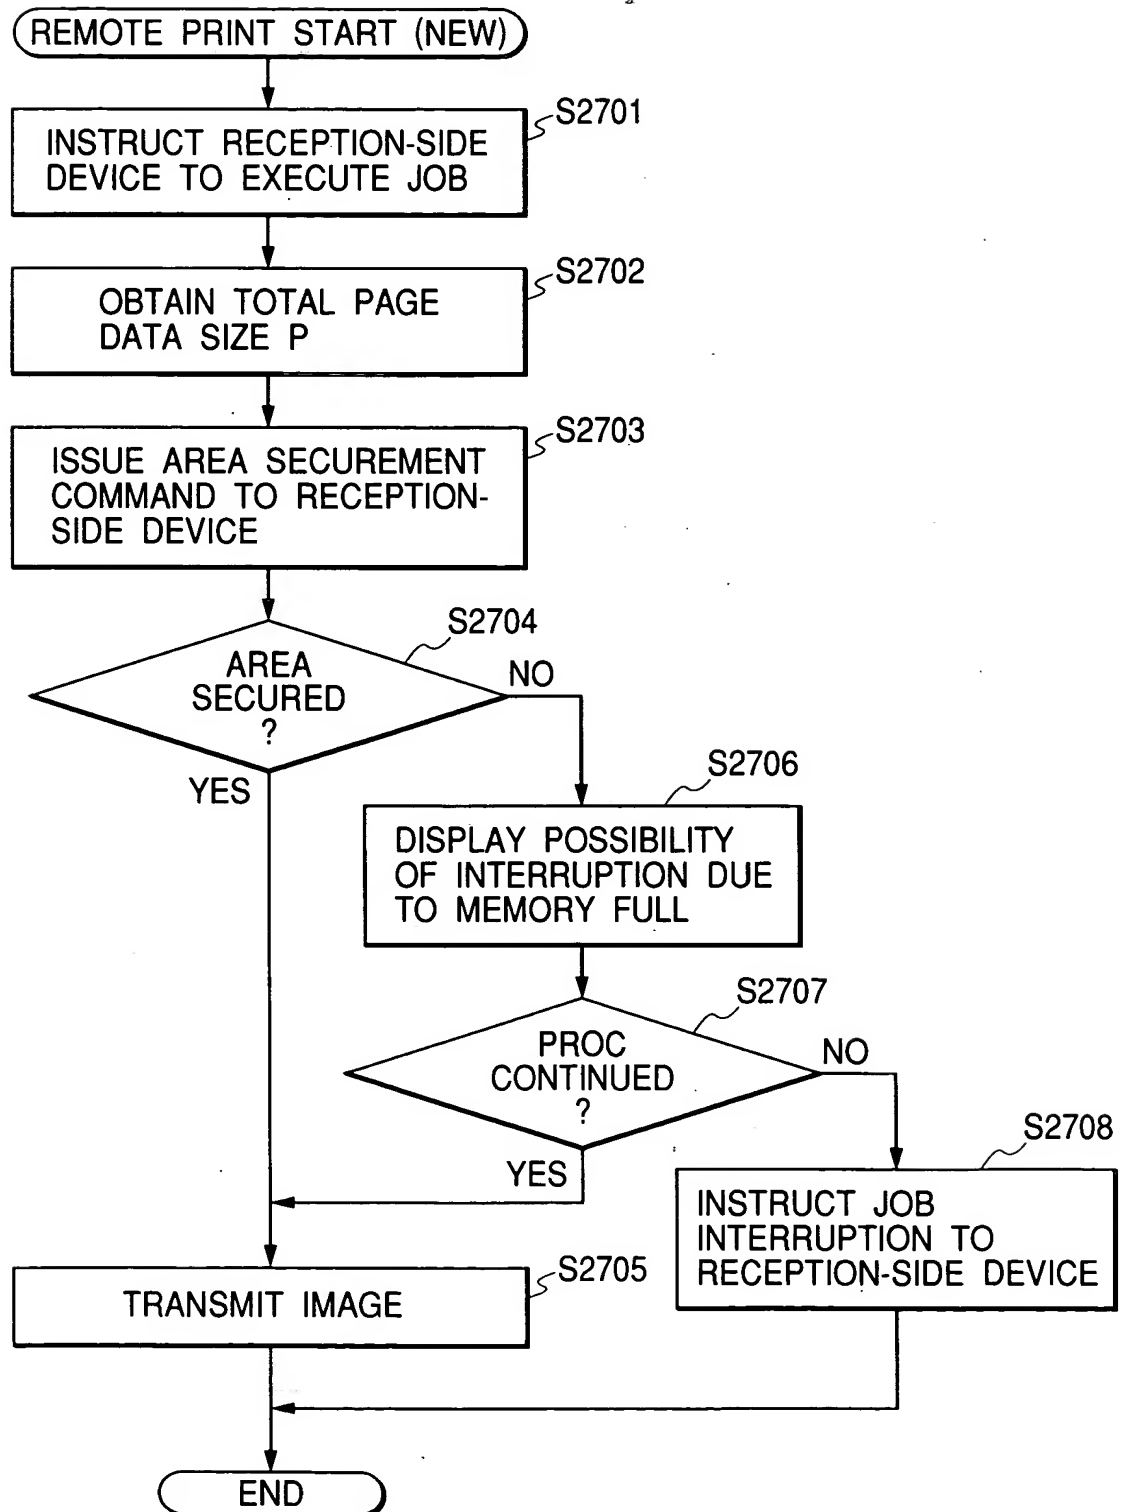 REMOTE PRINT START (NEW)
S2701
INSTRUCT RECEPTION-SIDE
DEVICE TO EXECUTE JOB
S2702
OBTAIN TOTAL PAGE
DATA SIZE P
S2703
ISSUE AREA SECUREMENT
COMMAND TO RECEPTION-
SIDE DEVICE
S2704
AREA
SECURED
?
NO
YES
S2706
DISPLAY POSSIBILITY
OF INTERRUPTION DUE
TO MEMORY FULL
S2707
PROC
CONTINUED
?
NO
YES
S2708
INSTRUCT JOB
INTERRUPTION TO
RECEPTION-SIDE DEVICE
S2705
TRANSMIT IMAGE
END